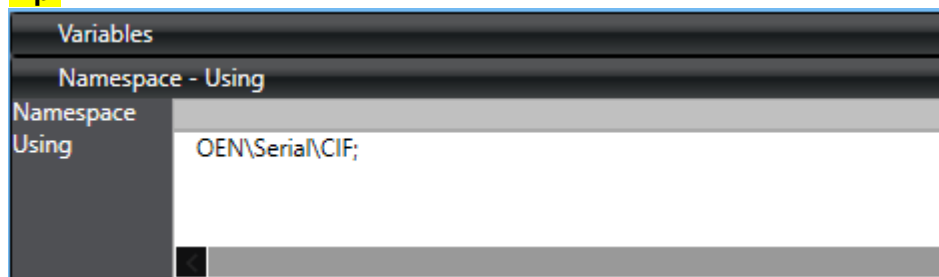 Variables
Namespace - Using
Namespace
Using
OEN\Serial\CIF;